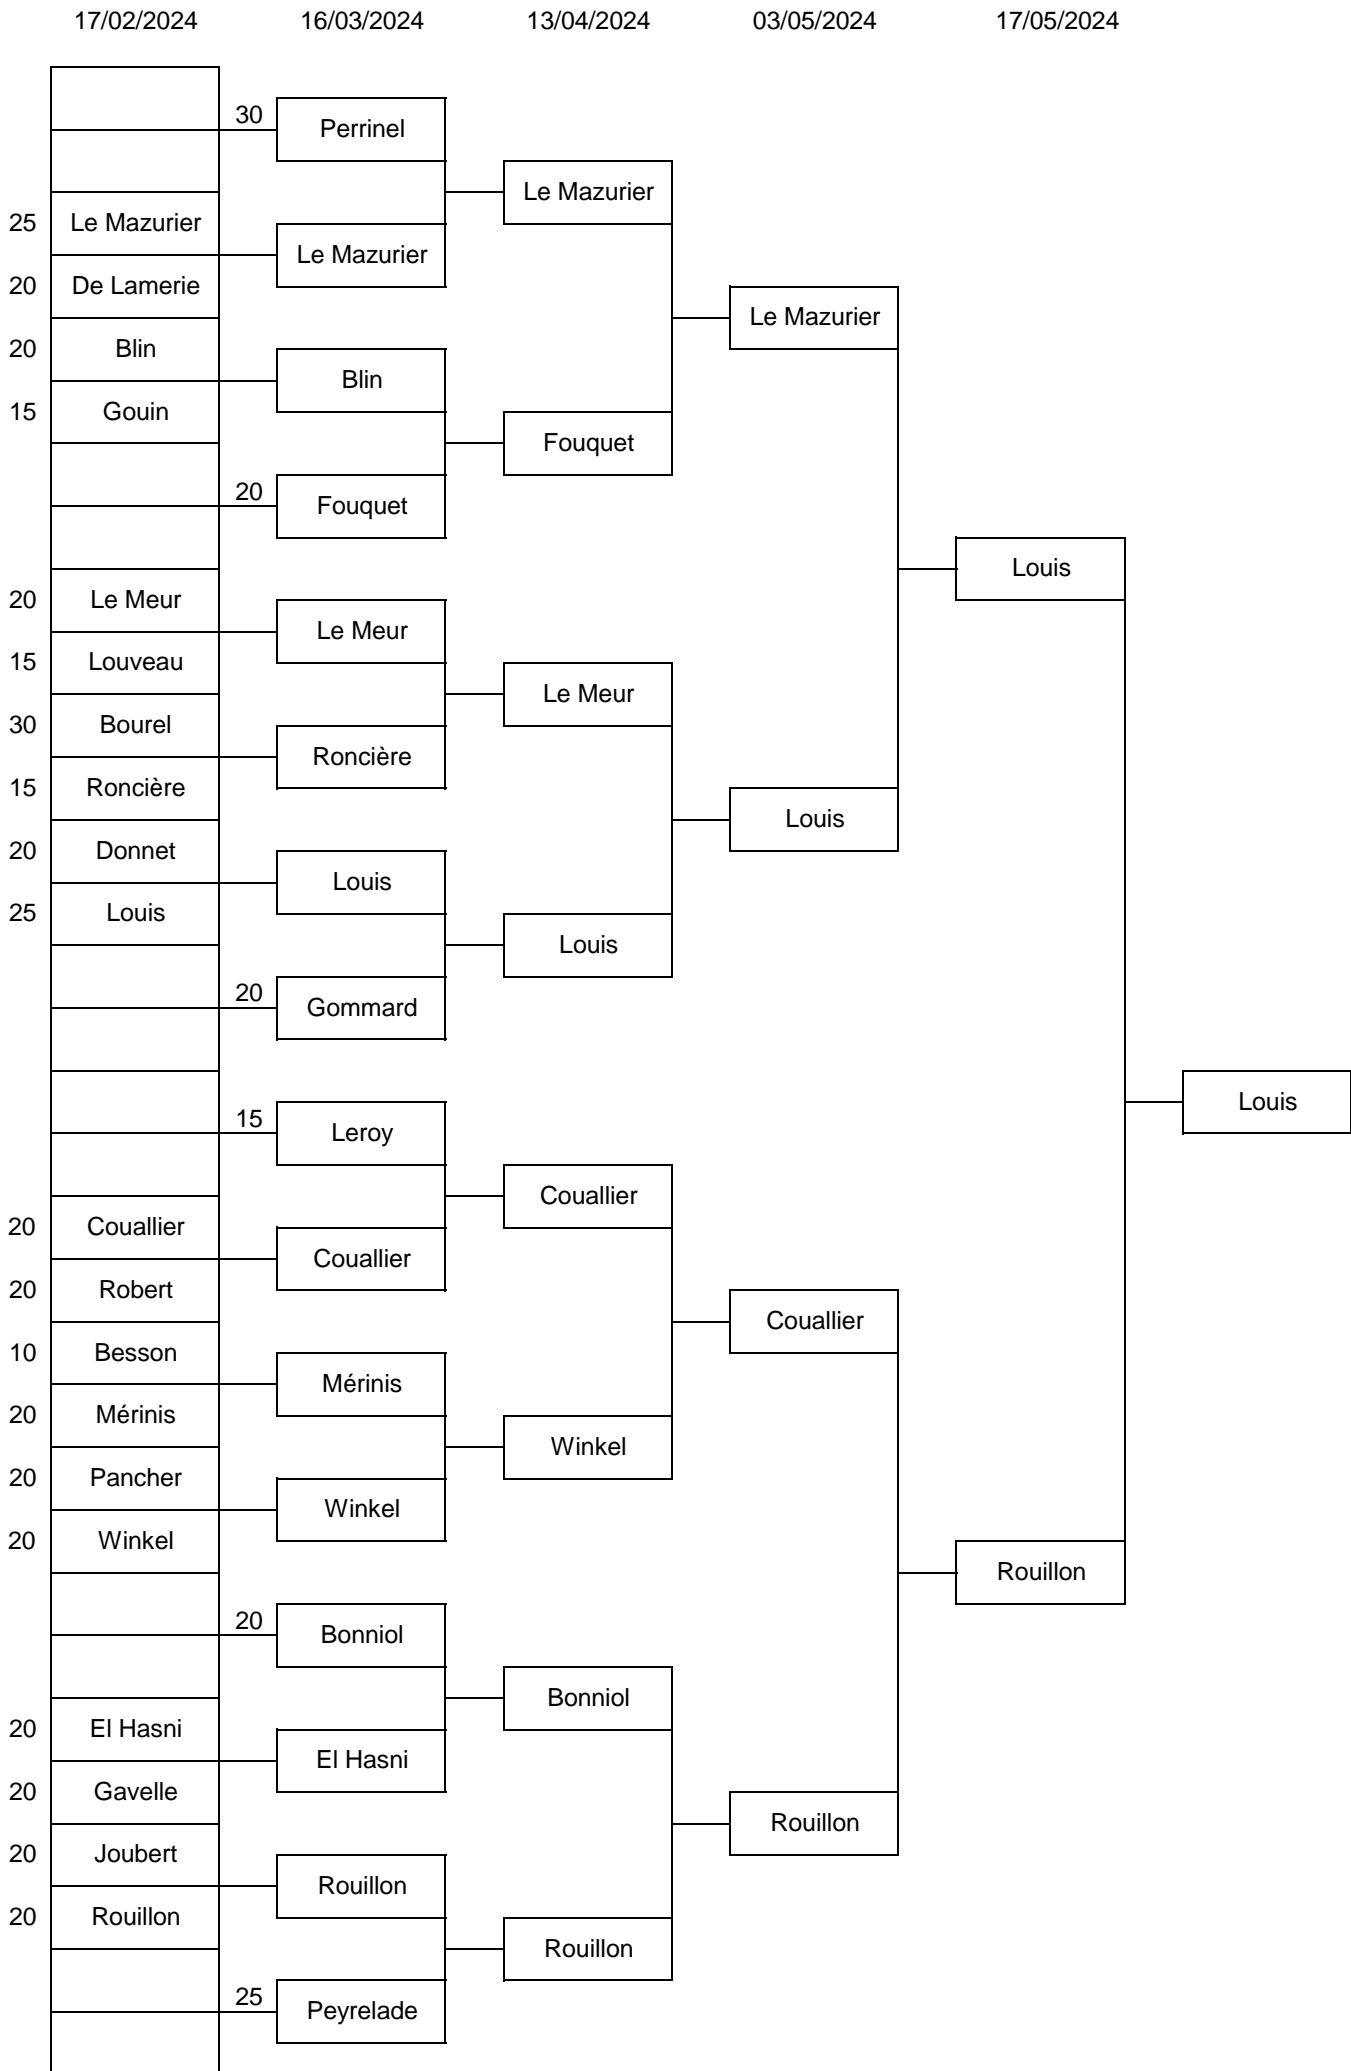 17/02/2024 16/03/2024 13/04/2024 03/05/2024 17/05/2024
30 Perrinel
Le Mazurier
25 Le Mazurier
Le Mazurier
20 De Lamerie
Le Mazurier
20 Blin
Blin
15 Gouin
Fouquet
20 Fouquet
Louis
20 Le Meur
Le Meur
15 Louveau
Le Meur
30 Bourel
Roncière
15 Roncière
Louis
20 Donnet
Louis
25 Louis
Louis
20 Gommard
Louis
15 Leroy
Couallier
20 Couallier
Couallier
20 Robert
Couallier
10 Besson
Mérinis
20 Mérinis
Winkel
20 Pancher
Winkel
20 Winkel
Rouillon
20 Bonniol
Bonniol
20 El Hasni
El Hasni
20 Gavelle
Rouillon
20 Joubert
Rouillon
20 Rouillon
Rouillon
25 Peyrelade